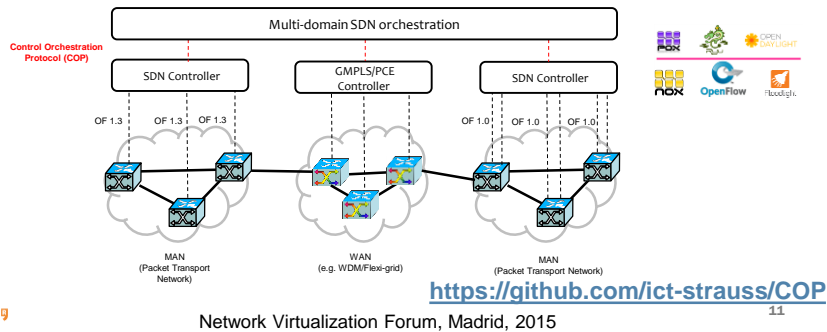 Multi-domain SDN orchestration
Control Orchestration
Protocol (COP)
SDN Controller
GMPLS/PCE
Controller
SDN Controller
POX
OPEN
DAYLIGHT
NOX
OpenFlow
Floodlight
OF 1.3
OF 1.3
OF 1.3
OF 1.0
OF 1.0
OF 1.0
MAN
(Packet Transport
Network)
WAN
(e.g. WDM/Flexi-grid)
MAN
(Packet Transport Network)
https://github.com/ict-strauss/COP
Network Virtualization Forum, Madrid, 2015
11